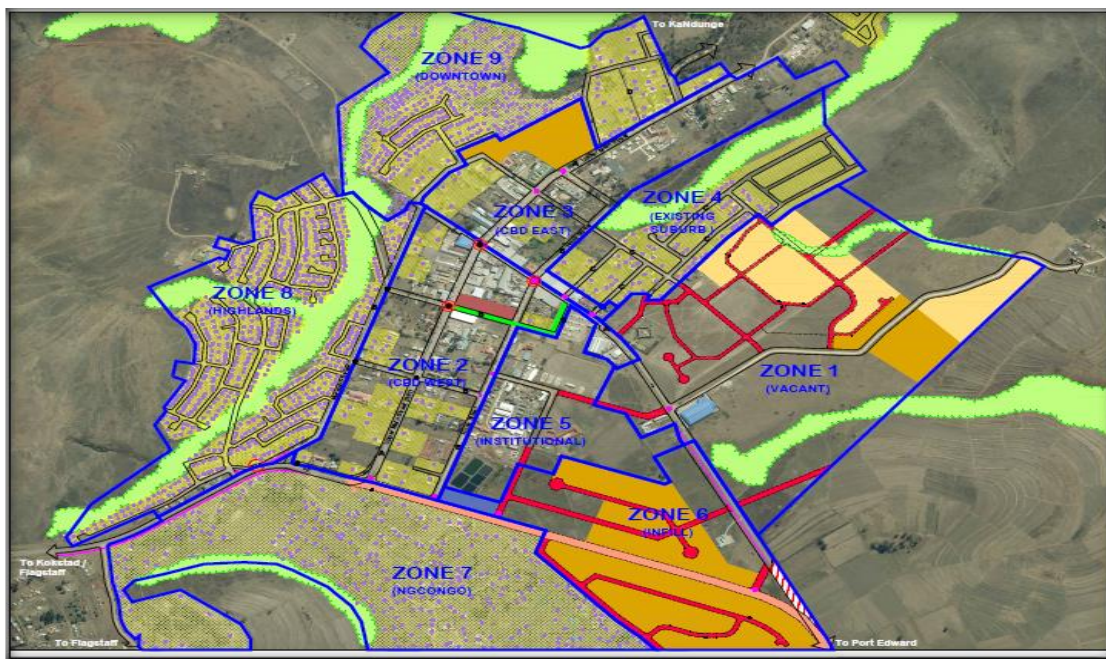 To KaNdunge
ZONE 9
(DOWNTOWN)
ZONE 3
(CBD EAST)
ZONE 4
(EXISTING
SUBURB)
ZONE 8
(HIGHLANDS)
ZONE 2
(CBD WEST)
ZONE 1
(VACANT)
ZONE 5
(INSTITUTIONAL)
ZONE 6
(INFILL)
ZONE 7
(NGCONGO)
To Kokstad /
Flagstaff
To Flagstaff
To Port Edward